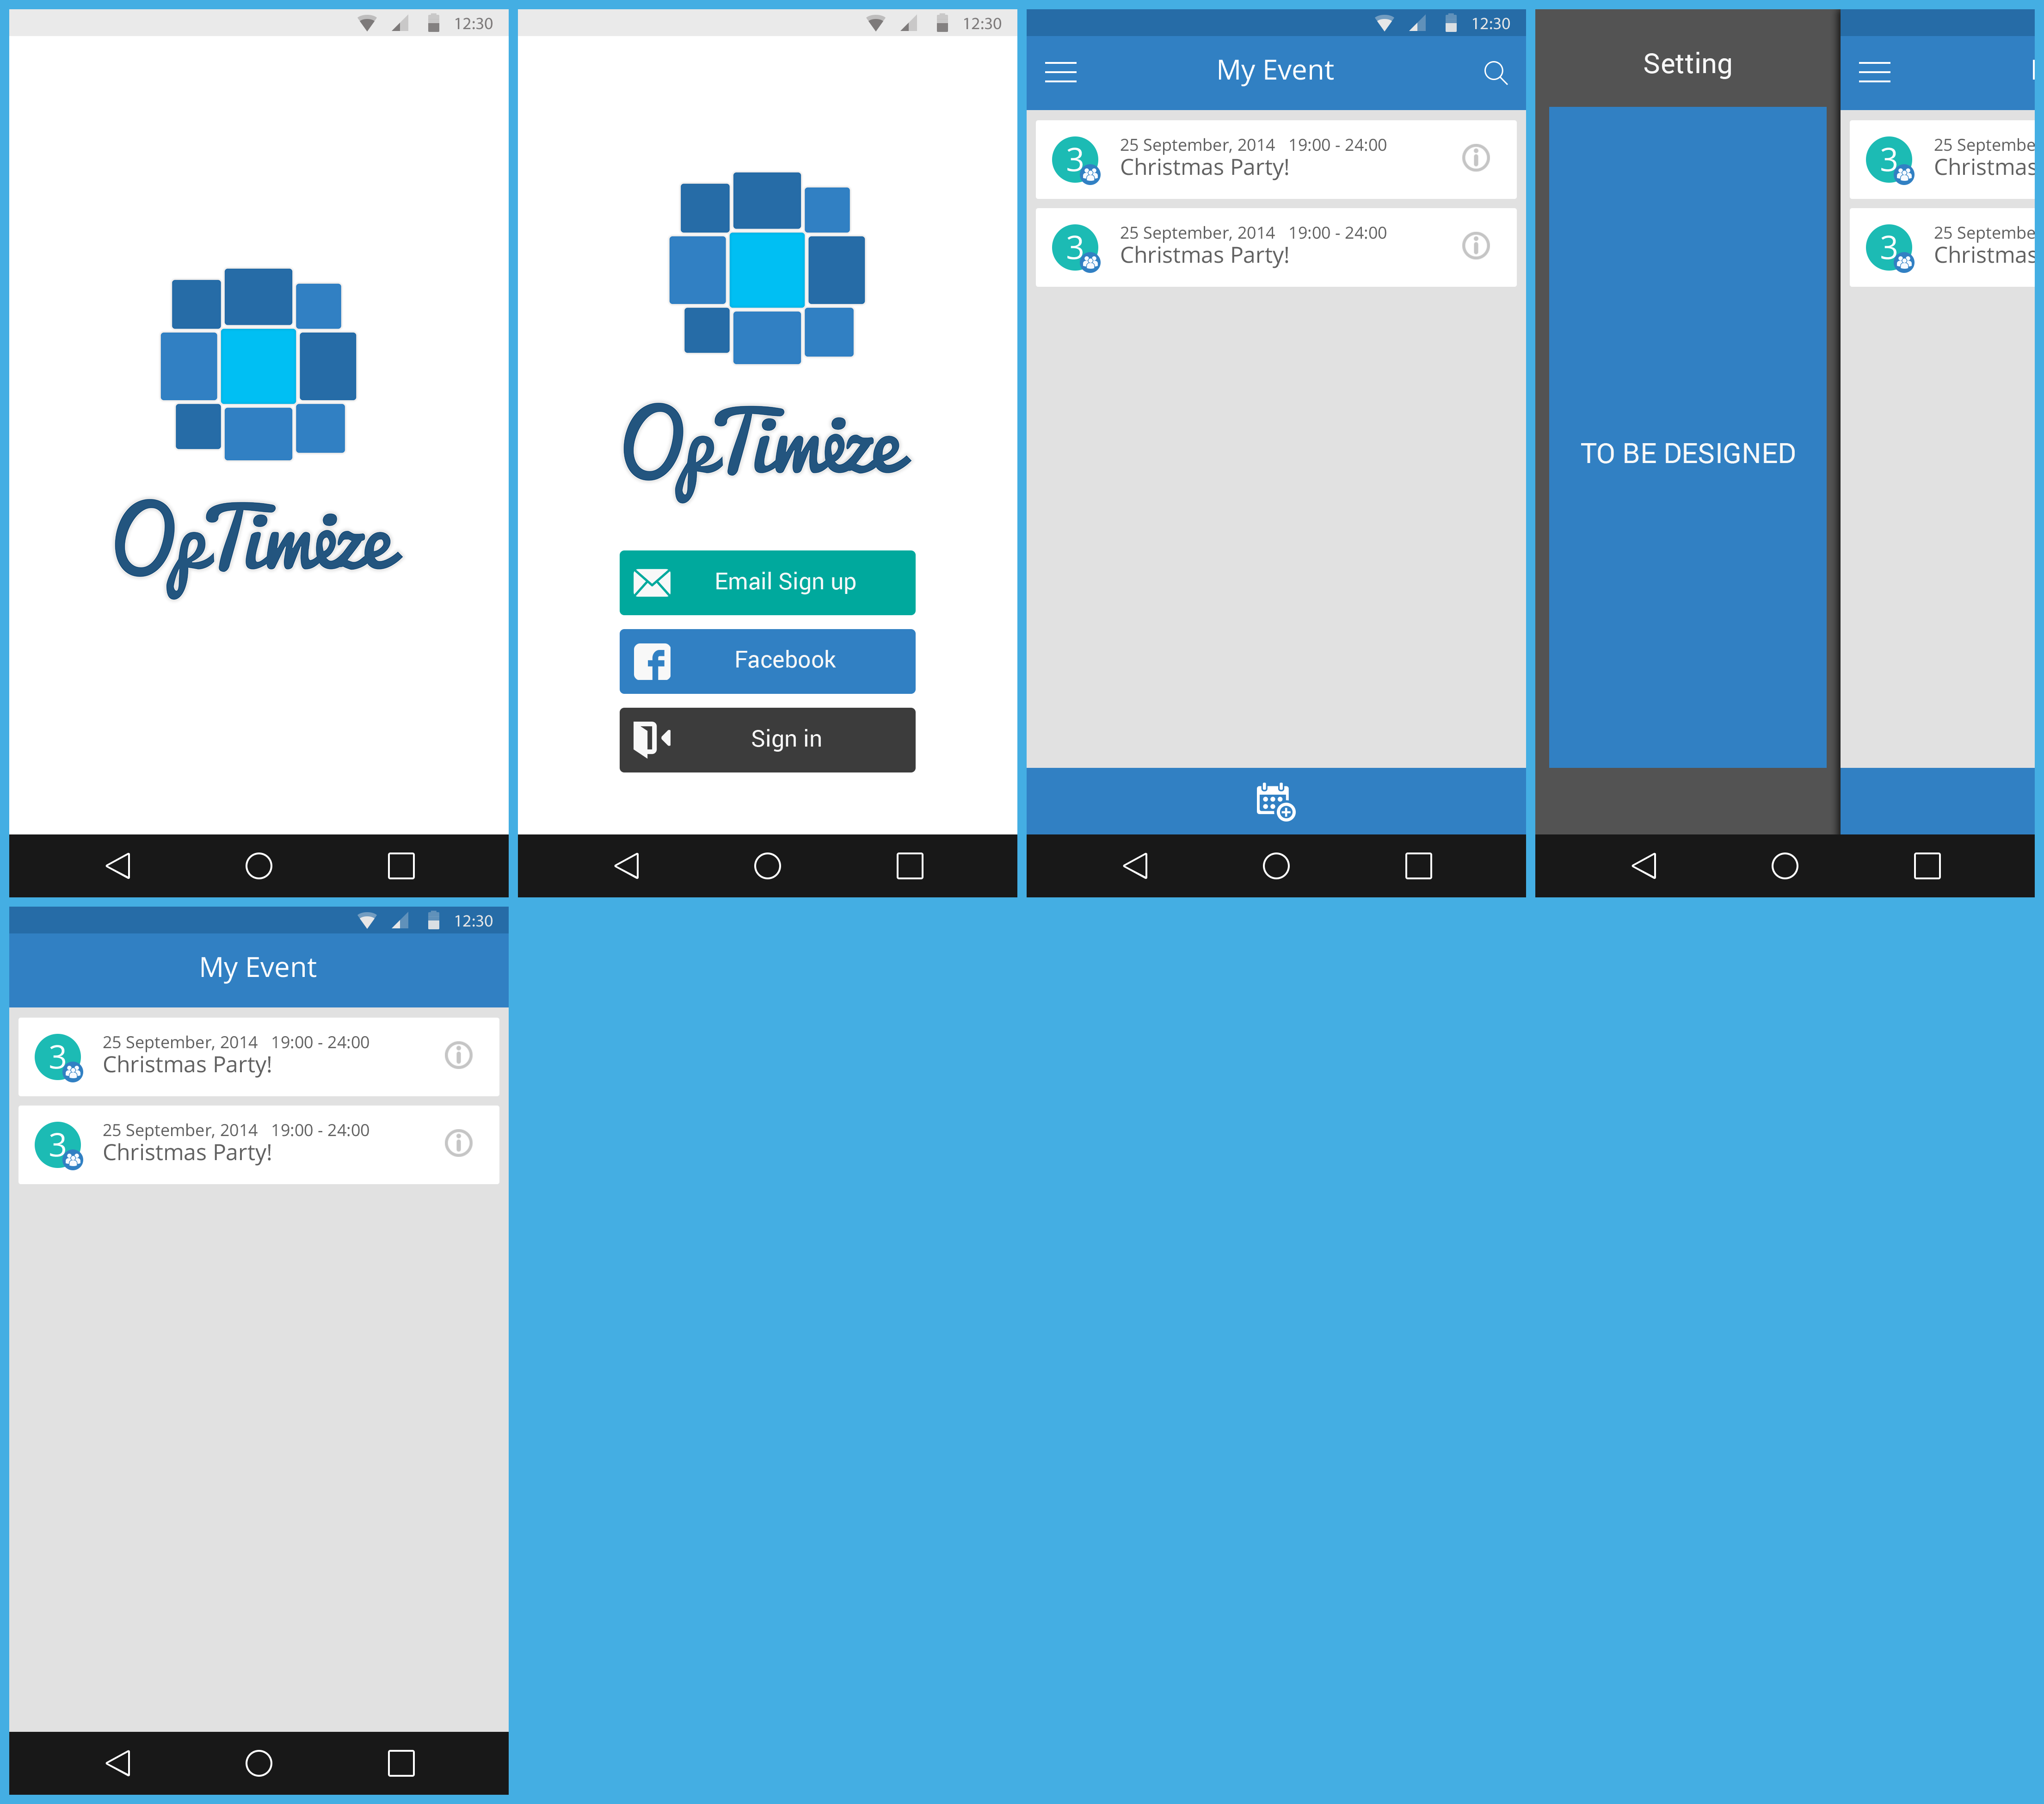 12:30
OpTimize
12:30
OpTimize
Email Sign up
Facebook
Sign in
12:30
My Event
3
25 September, 2014 19:00 - 24:00
Christmas Party!
3
25 September, 2014 19:00 - 24:00
Christmas Party!
Setting
TO BE DESIGNED
3
25 Septembe
Christmas
3
25 Septembe
Christmas
12:30
My Event
3
25 September, 2014 19:00 - 24:00
Christmas Party!
3
25 September, 2014 19:00 - 24:00
Christmas Party!